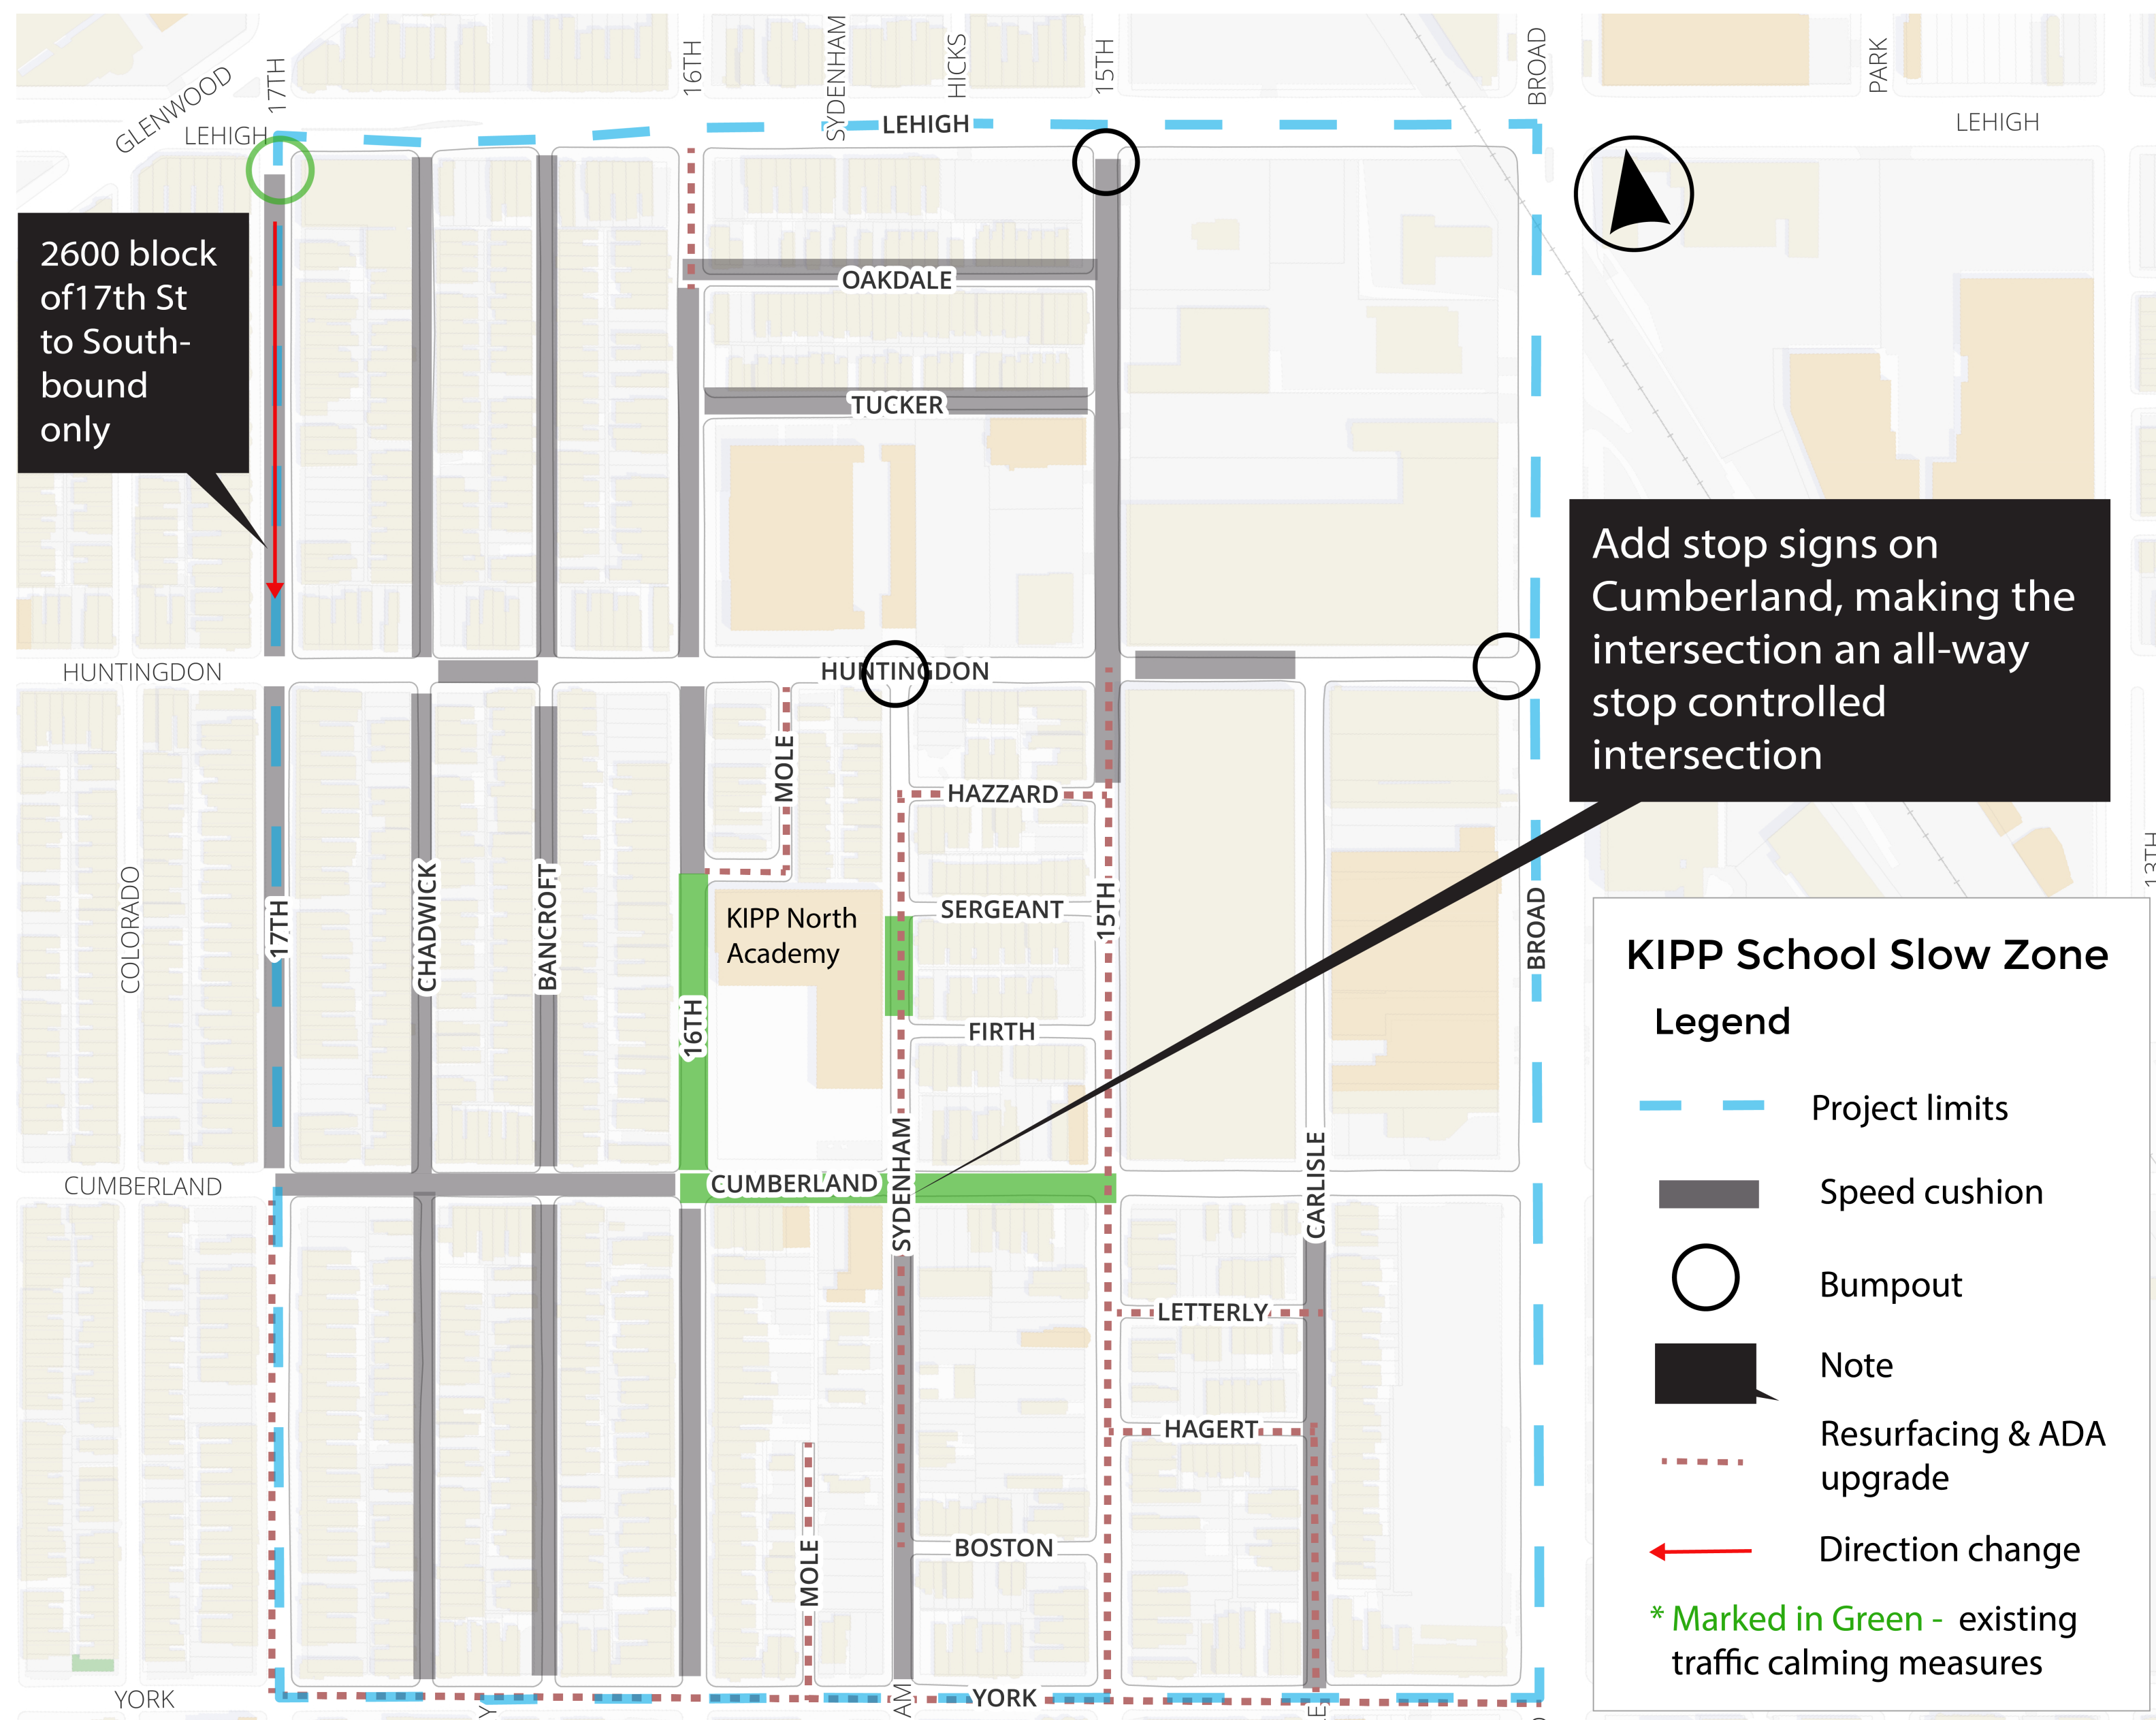 GLENWOOD
17TH
16TH
SYDENHAM
HICKS
15TH
BROAD
PARK
LEHIGH
LEHIGH
LEHIGH
2600 block
of17th St
to South-
bound
only
OAKDALE
TUCKER
Add stop signs on
Cumberland, making the
intersection an all-way
stop controlled
intersection
HUNTINGDON
HUNTINGDON
MOLE
HAZZARD
COLORADO
17TH
CHADWICK
BANCROFT
16TH
KIPP North
Academy
SERGEANT
15TH
BROAD
13TH
FIRTH
SYDENHAM
CARLISLE
CUMBERLAND
CUMBERLAND
LETTERLY
HAGERT
MOLE
BOSTON
YORK
YORK
Y
AM
E
KIPP School Slow Zone
Legend
Project limits
Speed cushion
Bumpout
Note
Resurfacing & ADA
upgrade
Direction change
* Marked in Green - existing
traffic calming measures